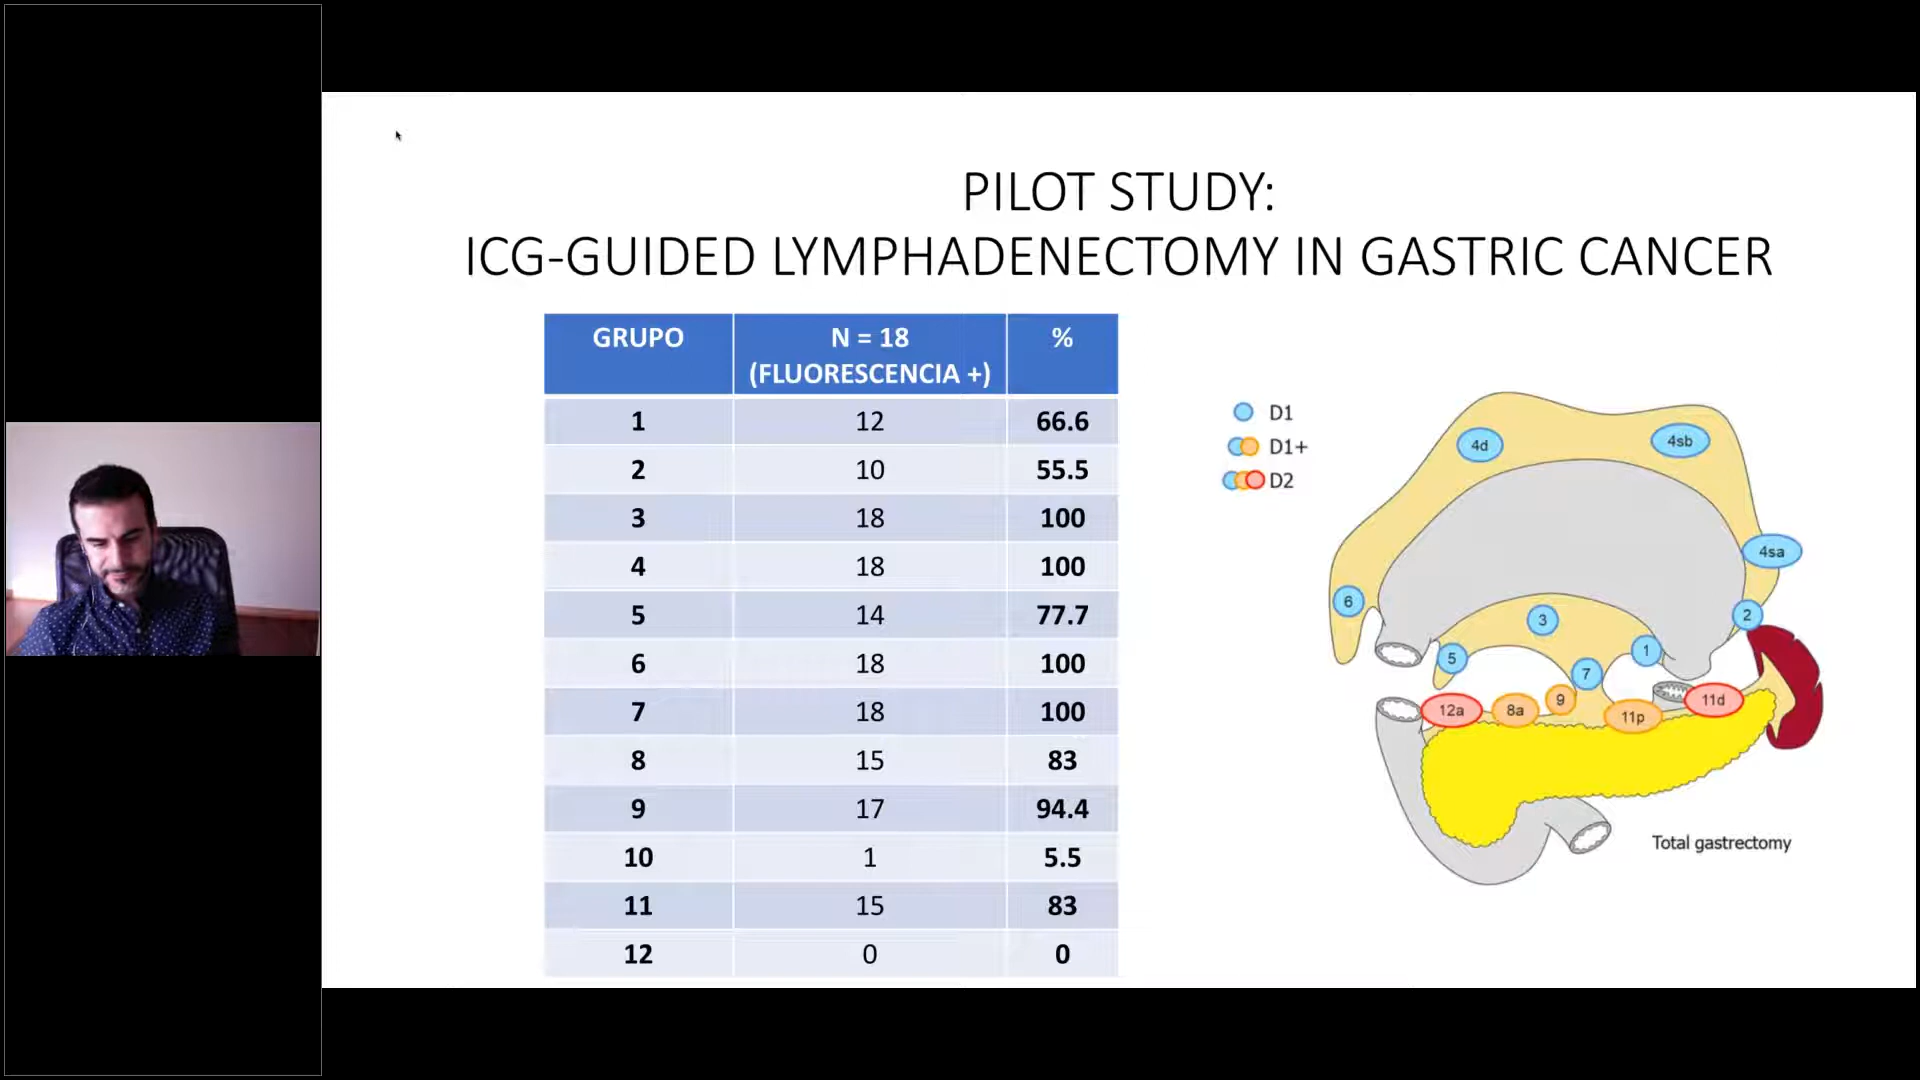 PILOT STUDY:
ICG-GUIDED LYMPHADENECTOMY IN GASTRIC CANCER
GRUPO N = 18 (FLUORESCENCIA +) %
1 12 66.6
2 10 55.5
3 18 100
4 18 100
5 14 77.7
6 18 100
7 18 100
8 15 83
9 17 94.4
10 1 5.5
11 15 83
12 0 0
D1
D1+
D2
4d 4sb
4sa
6 3 2
5 7 1
12a 8a 9 11p 11d
Total gastrectomy